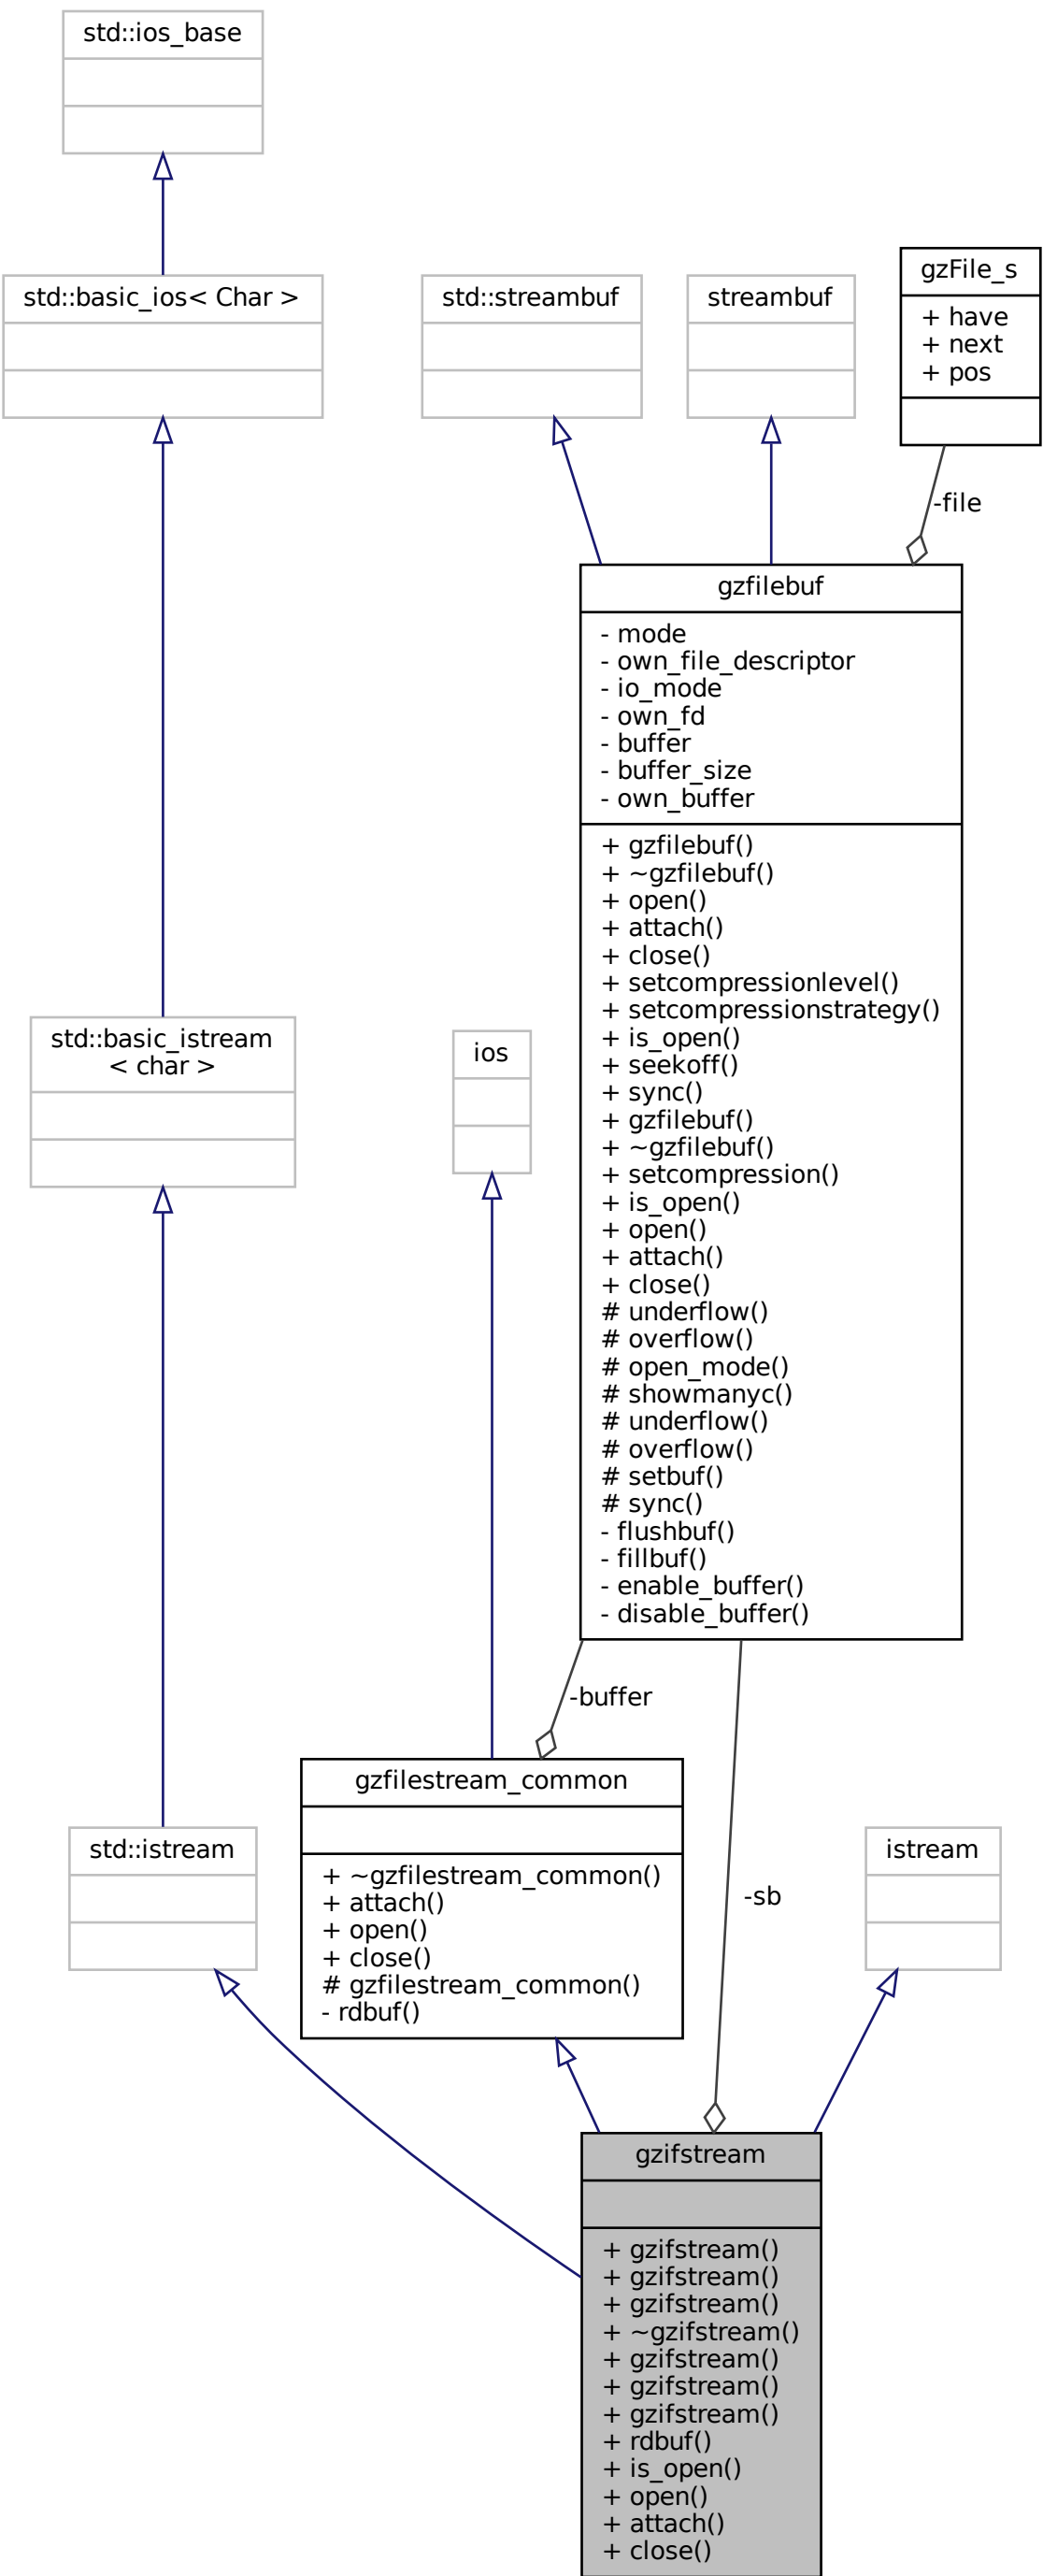 std::ios_base
std::basic_ios< Char >
std::streambuf
streambuf
gzFile_s
+ have
+ next
+ pos
-file
gzfilebuf
- mode
- own_file_descriptor
- io_mode
- own_fd
- buffer
- buffer_size
- own_buffer
+ gzfilebuf()
+ ~gzfilebuf()
+ open()
+ attach()
+ close()
+ setcompressionlevel()
+ setcompressionstrategy()
+ is_open()
+ seekoff()
+ sync()
+ gzfilebuf()
+ ~gzfilebuf()
+ setcompression()
+ is_open()
+ open()
+ attach()
+ close()
# underflow()
# overflow()
# open_mode()
# showmanyc()
# underflow()
# overflow()
# setbuf()
# sync()
- flushbuf()
- fillbuf()
- enable_buffer()
- disable_buffer()
std::basic_istream
< char >
ios
-buffer
gzfilestream_common
+ ~gzfilestream_common()
+ attach()
+ open()
+ close()
# gzfilestream_common()
- rdbuf()
std::istream
-sb
istream
gzifstream
+ gzifstream()
+ gzifstream()
+ gzifstream()
+ ~gzifstream()
+ gzifstream()
+ gzifstream()
+ gzifstream()
+ rdbuf()
+ is_open()
+ open()
+ attach()
+ close()